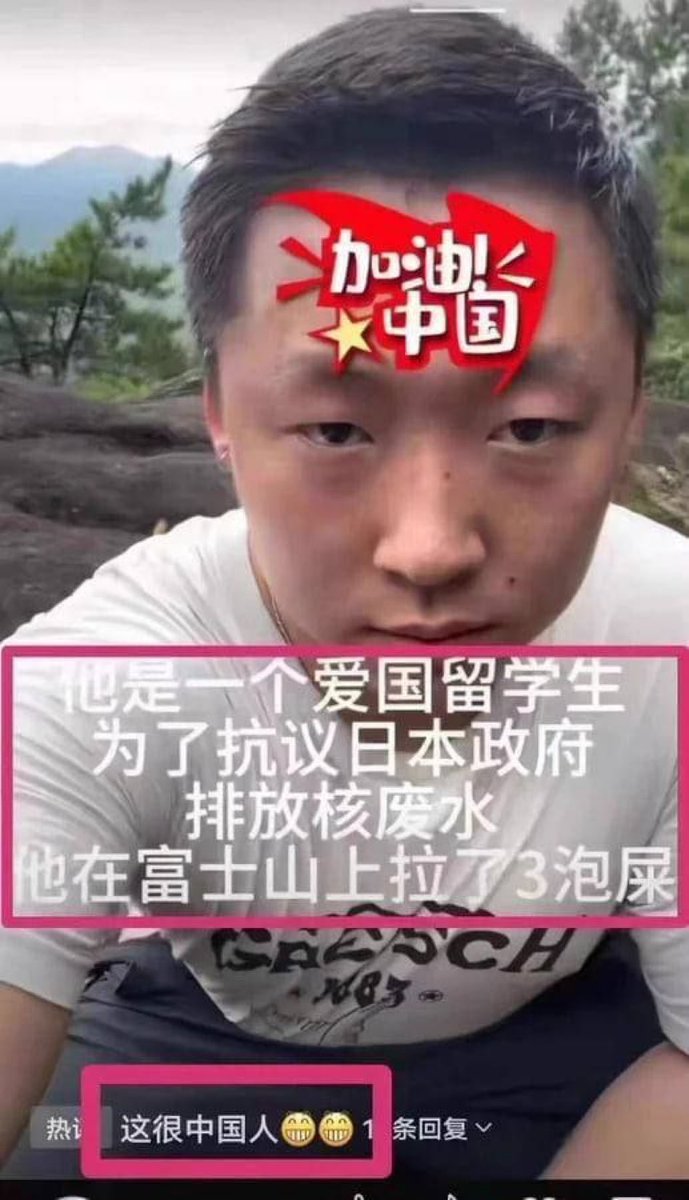 加油!
中国
他是一个爱国留学生
为了抗议日本政府
排放核废水
他在富士山上拉了3泡屎
1683
这很中国人😁😁
条回复